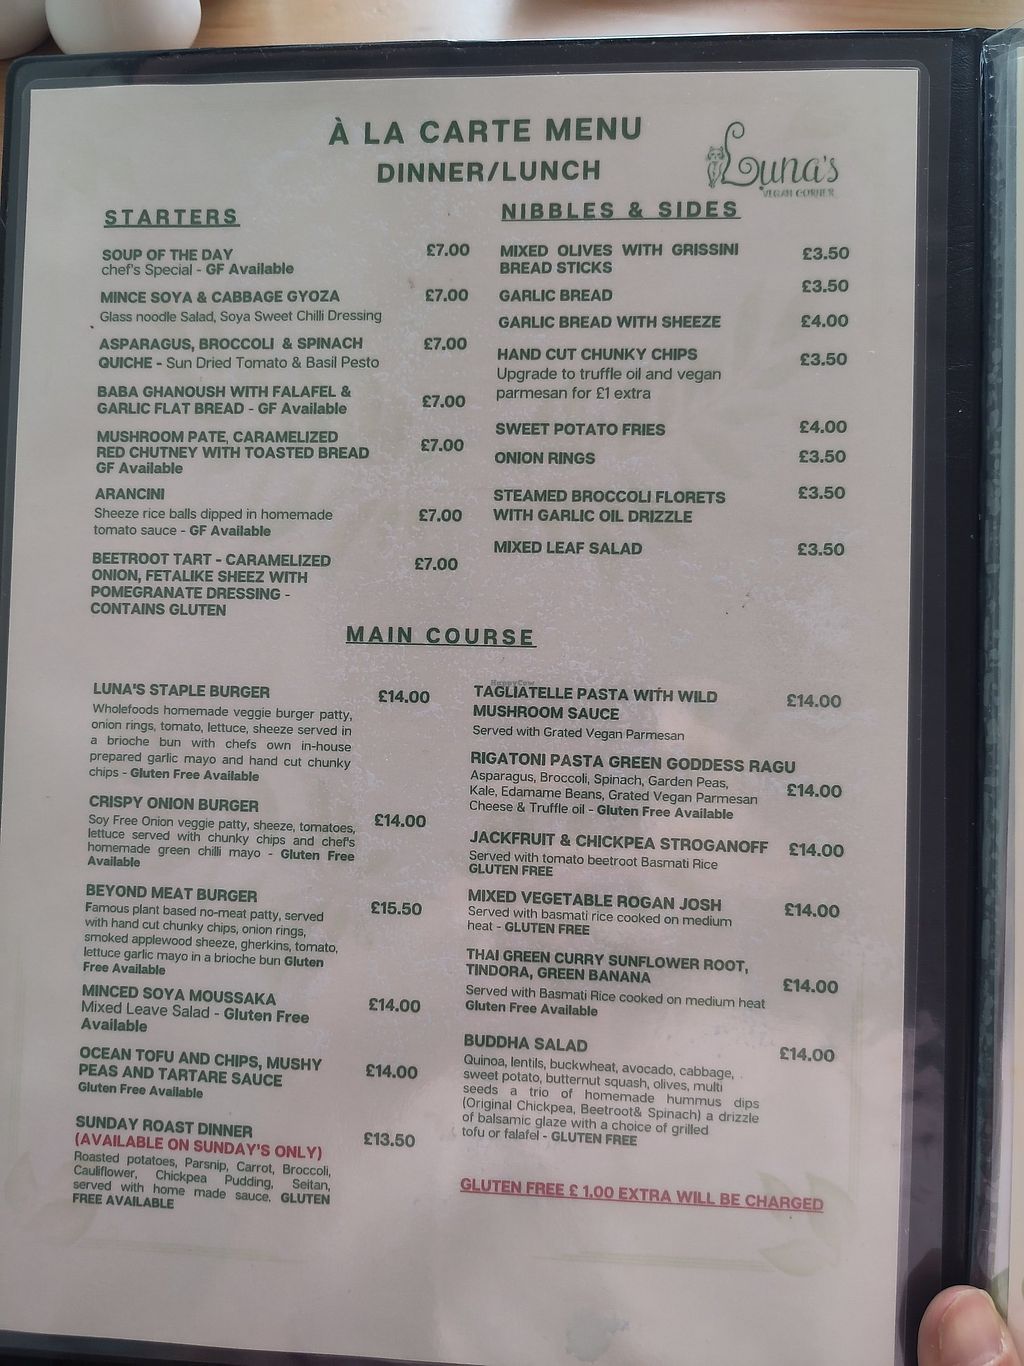 À LA CARTE MENU
DINNER/LUNCH
Luna's
VEGAN CORNER
STARTERS
SOUP OF THE DAY £7.00
chef's Special - GF Available
MINCE SOYA & CABBAGE GYOZA £7.00
Glass noodle Salad, Soya Sweet Chilli Dressing
ASPARAGUS, BROCCOLI & SPINACH £7.00
QUICHE - Sun Dried Tomato & Basil Pesto
BABA GHANOUSH WITH FALAFEL &
GARLIC FLAT BREAD - GF Available £7.00
MUSHROOM PATE, CARAMELIZED
RED CHUTNEY WITH TOASTED BREAD £7.00
GF Available
ARANCINI
Sheeze rice balls dipped in homemade £7.00
tomato sauce - GF Available
BEETROOT TART - CARAMELIZED £7.00
ONION, FETALIKE SHEEZ WITH
POMEGRANATE DRESSING -
CONTAINS GLUTEN
NIBBLES & SIDES
MIXED OLIVES WITH GRISSINI £3.50
BREAD STICKS
GARLIC BREAD £3.50
GARLIC BREAD WITH SHEEZE £4.00
HAND CUT CHUNKY CHIPS £3.50
Upgrade to truffle oil and vegan
parmesan for £1 extra
SWEET POTATO FRIES £4.00
ONION RINGS £3.50
STEAMED BROCCOLI FLORETS £3.50
WITH GARLIC OIL DRIZZLE
MIXED LEAF SALAD £3.50
MAIN COURSE
LUNA'S STAPLE BURGER £14.00
Wholefoods homemade veggie burger patty,
onion rings, tomato, lettuce, sheeze served in
a brioche bun with chefs own in-house
prepared garlic mayo and hand cut chunky
chips - Gluten Free Available
CRISPY ONION BURGER £14.00
Soy Free Onion veggie patty, sheeze, tomatoes,
lettuce served with chunky chips and chef's
homemade green chilli mayo - Gluten Free
Available
BEYOND MEAT BURGER £15.50
Famous plant based no-meat patty, served
with hand cut chunky chips, onion rings,
smoked applewood sheeze, gherkins, tomato,
lettuce garlic mayo in a brioche bun Gluten
Free Available
MINCED SOYA MOUSSAKA £14.00
Mixed Leave Salad - Gluten Free
Available
OCEAN TOFU AND CHIPS, MUSHY £14.00
PEAS AND TARTARE SAUCE
Gluten Free Available
SUNDAY ROAST DINNER £13.50
(AVAILABLE ON SUNDAY'S ONLY)
Roasted potatoes, Parsnip, Carrot, Broccoli,
Cauliflower, Chickpea Pudding, Seitan,
served with home made sauce. GLUTEN
FREE AVAILABLE
HappyCow
TAGLIATELLE PASTA WITH WILD £14.00
MUSHROOM SAUCE
Served with Grated Vegan Parmesan
RIGATONI PASTA GREEN GODDESS RAGU
Asparagus, Broccoli, Spinach, Garden Peas,
Kale, Edamame Beans, Grated Vegan Parmesan £14.00
Cheese & Truffle oil - Gluten Free Available
JACKFRUIT & CHICKPEA STROGANOFF £14.00
Served with tomato beetroot Basmati Rice
GLUTEN FREE
MIXED VEGETABLE ROGAN JOSH £14.00
Served with basmati rice cooked on medium
heat - GLUTEN FREE
THAI GREEN CURRY SUNFLOWER ROOT,
TINDORA, GREEN BANANA £14.00
Served with Basmati Rice cooked on medium heat
Gluten Free Available
BUDDHA SALAD £14.00
Quinoa, lentils, buckwheat, avocado, cabbage,
sweet potato, butternut squash, olives, multi
seeds a trio of homemade hummus dips
(Original Chickpea, Beetroot& Spinach) a drizzle
of balsamic glaze with a choice of grilled
tofu or falafel - GLUTEN FREE
GLUTEN FREE £ 1.00 EXTRA WILL BE CHARGED